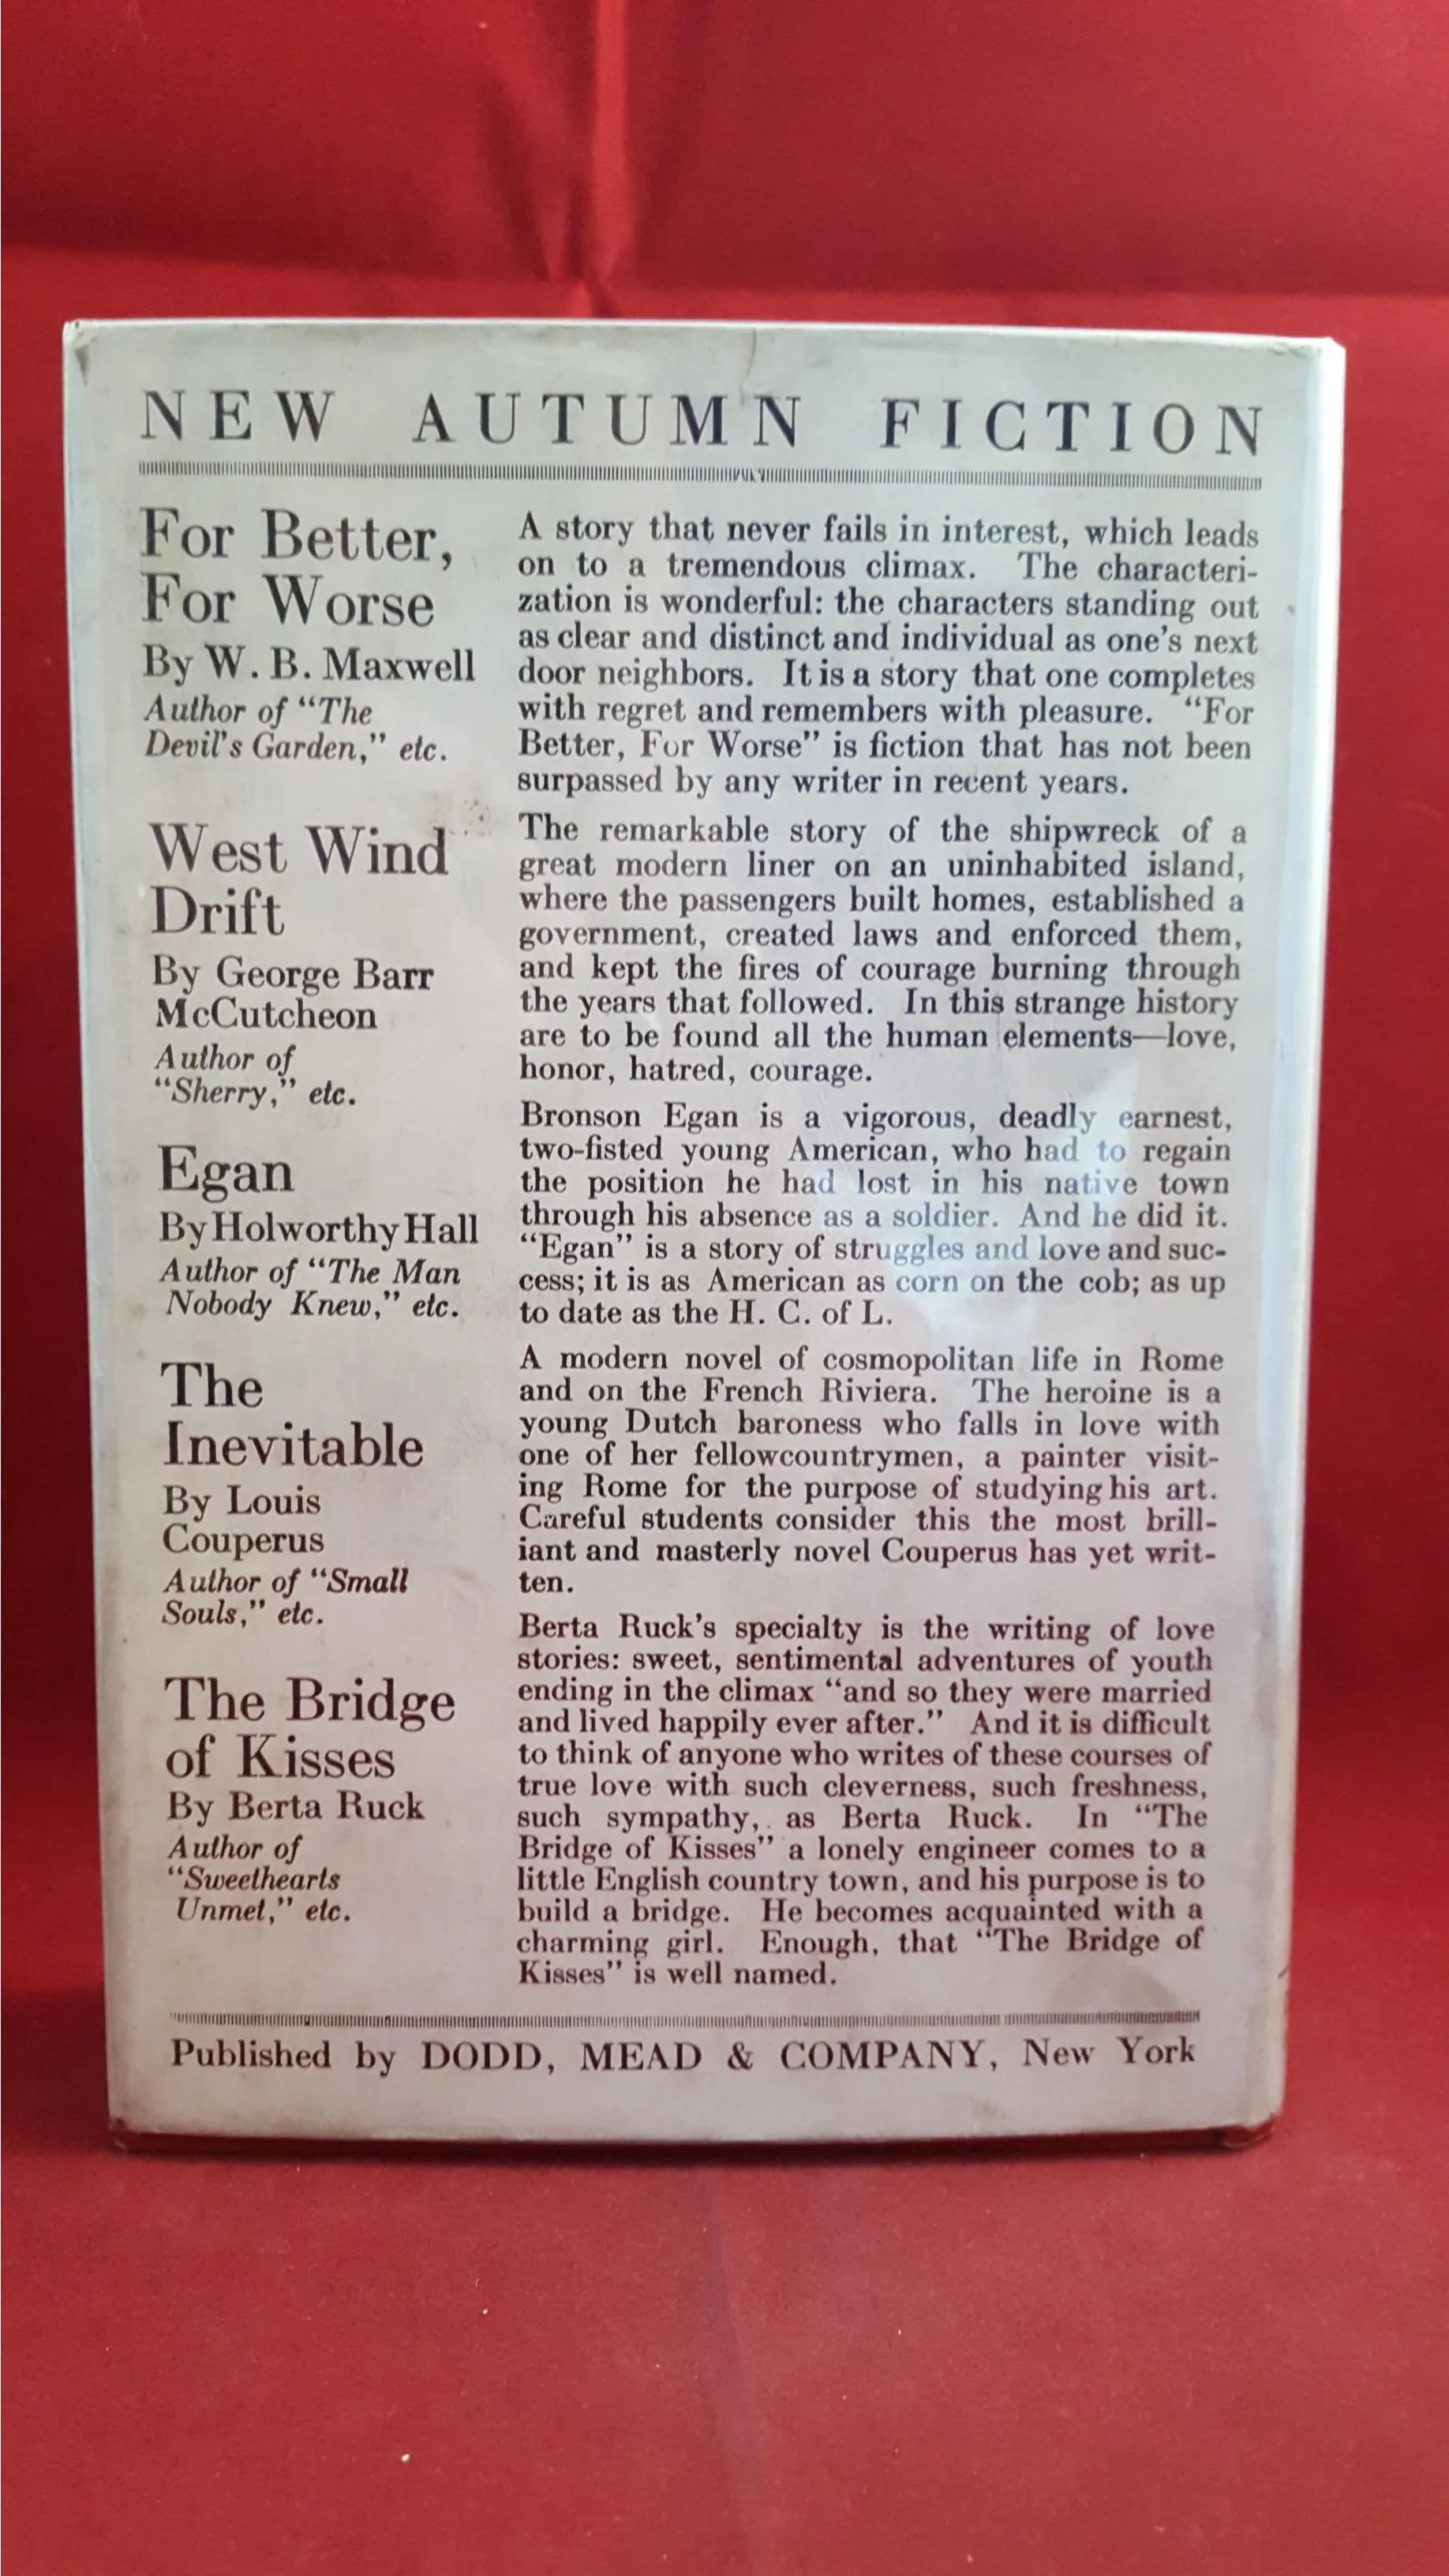 NEW AUTUMN FICTION
For Better,
For Worse
By W. B. Maxwell
Author of "The
Devil's Garden," etc.
A story that never fails in interest, which leads
on to a tremendous climax. The characteri-
zation is wonderful: the characters standing out
as clear and distinct and individual as one's next
door neighbors. It is a story that one completes
with regret and remembers with pleasure. "For
Better, For Worse" is fiction that has not been
surpassed by any writer in recent years.
West Wind
Drift
By George Barr
McCutcheon
Author of
"Sherry," etc.
The remarkable story of the shipwreck of a
great modern liner on an uninhabited island,
where the passengers built homes, established a
government, created laws and enforced them,
and kept the fires of courage burning through
the years that followed. In this strange history
are to be found all the human elements—love,
honor, hatred, courage.
Egan
By Holworthy Hall
Author of "The Man
Nobody Knew," etc.
Bronson Egan is a vigorous, deadly earnest,
two-fisted young American, who had to regain
the position he had lost in his native town
through his absence as a soldier. And he did it.
"Egan" is a story of struggles and love and suc-
cess; it is as American as corn on the cob; as up
to date as the H. C. of L.
The
Inevitable
By Louis
Couperus
Author of "Small
Souls," etc.
A modern novel of cosmopolitan life in Rome
and on the French Riviera. The heroine is a
young Dutch baroness who falls in love with
one of her fellowcountrymen, a painter visit-
ing Rome for the purpose of studying his art.
Careful students consider this the most brill-
iant and masterly novel Couperus has yet writ-
ten.
The Bridge
of Kisses
By Berta Ruck
Author of
"Sweethearts
Unmet," etc.
Berta Ruck's specialty is the writing of love
stories: sweet, sentimental adventures of youth
ending in the climax "and so they were married
and lived happily ever after." And it is difficult
to think of anyone who writes of these courses of
true love with such cleverness, such freshness,
such sympathy, as Berta Ruck. In "The
Bridge of Kisses" a lonely engineer comes to a
little English country town, and his purpose is to
build a bridge. He becomes acquainted with a
charming girl. Enough, that "The Bridge of
Kisses" is well named.
Published by DODD, MEAD & COMPANY, New York